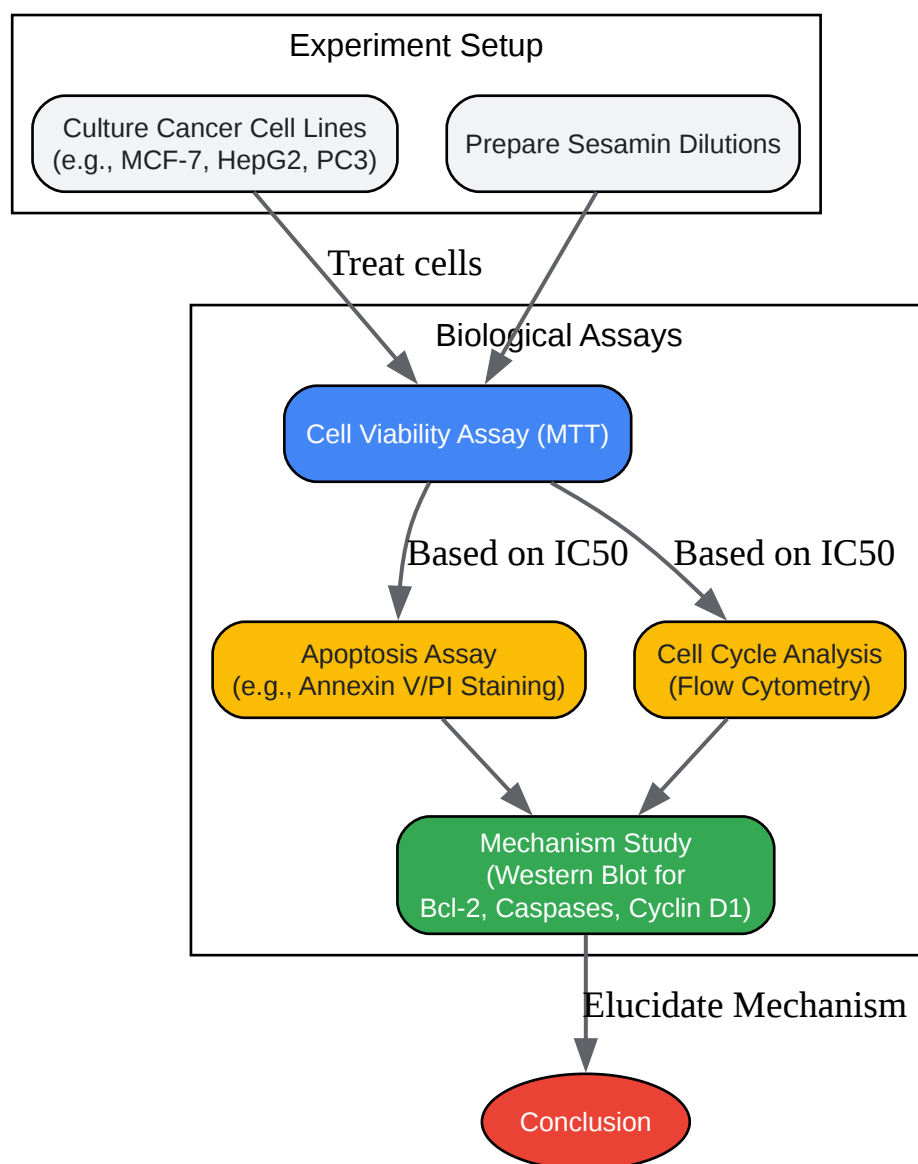 Experiment Setup
Culture Cancer Cell Lines
(e.g., MCF-7, HepG2, PC3)
Prepare Sesamin Dilutions
Treat cells
Biological Assays
Cell Viability Assay (MTT)
Based on IC50
Based on IC50
Apoptosis Assay
(e.g., Annexin V/PI Staining)
Cell Cycle Analysis
(Flow Cytometry)
Mechanism Study
(Western Blot for
Bcl-2, Caspases, Cyclin D1)
Elucidate Mechanism
Conclusion